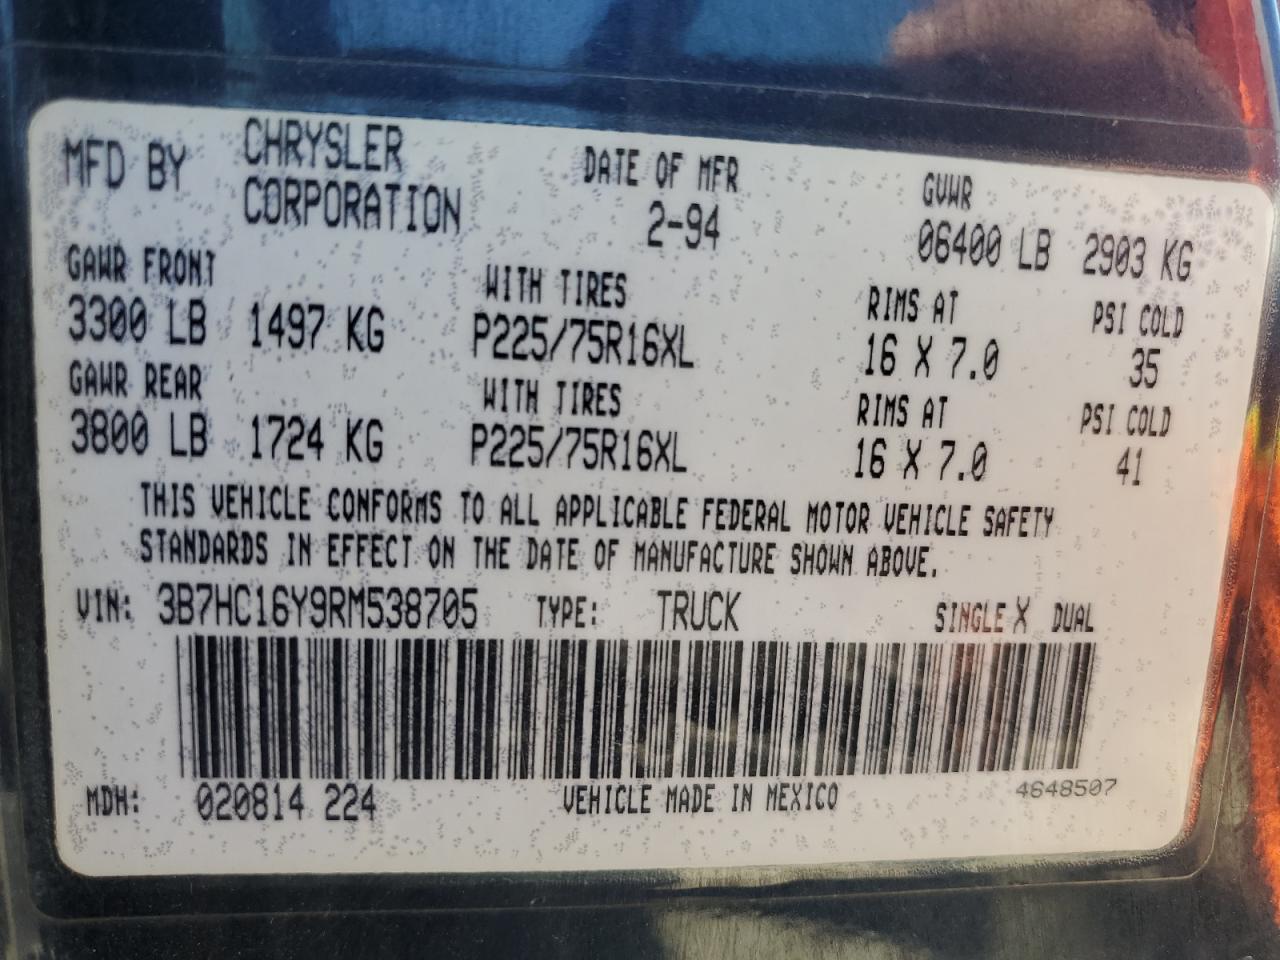 MFD BY CHRYSLER CORPORATION DATE OF MFR GVWR
2-94 06400 LB 2903 KG
GAWR FRONT WITH TIRES RIMS AT PSI COLD
3300 LB 1497 KG P225/75R16XL 16 X 7.0 35
GAWR REAR WITH TIRES RIMS AT PSI COLD
3800 LB 1724 KG P225/75R16XL 16 X 7.0 41
THIS VEHICLE CONFORMS TO ALL APPLICABLE FEDERAL MOTOR VEHICLE SAFETY
STANDARDS IN EFFECT ON THE DATE OF MANUFACTURE SHOWN ABOVE.
VIN: 3B7HC16Y9RM538705 TYPE: TRUCK SINGLE X DUAL
MDH: 020814 224 VEHICLE MADE IN MEXICO 4648507